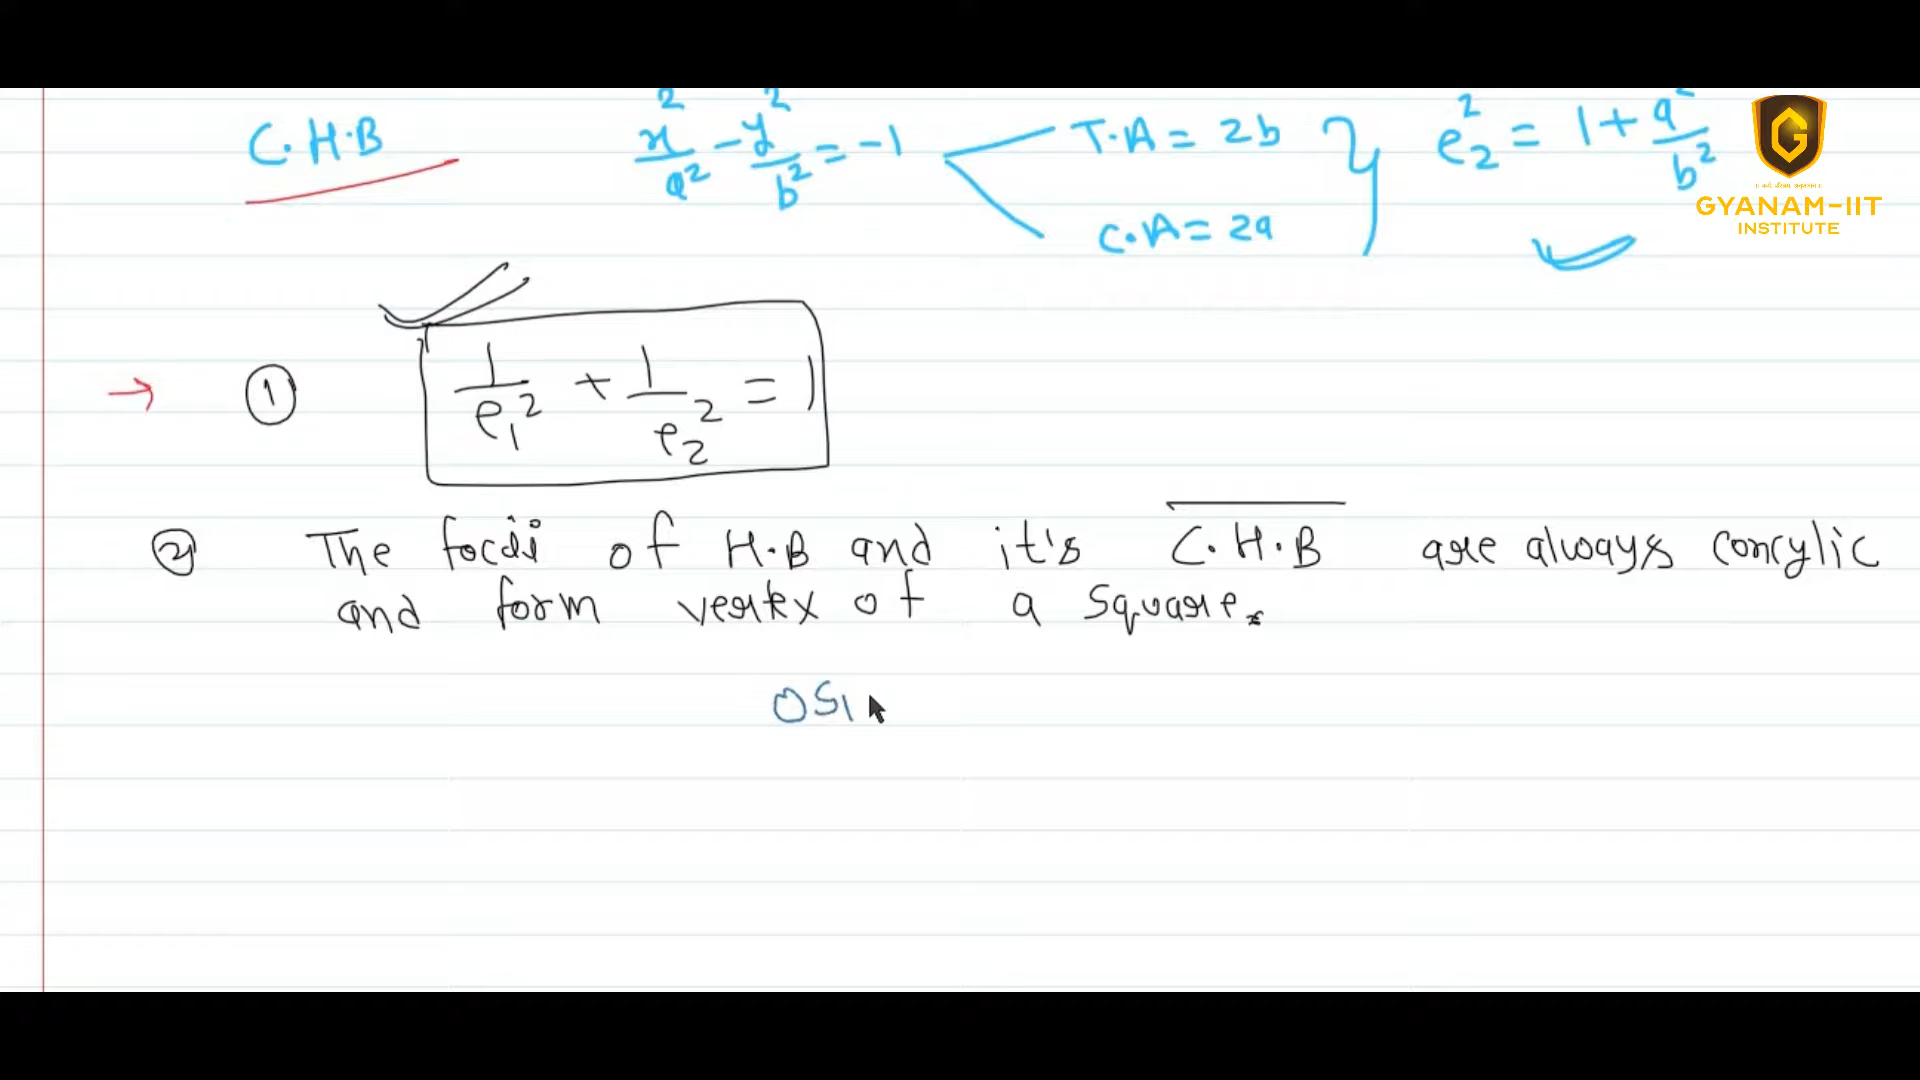 C.H.B x²/a² - y²/b² = -1 T.A = 2b e₂² = 1 + a²/b²
C.A = 2a
GYANAM-IIT
INSTITUTE
→ ① 1/e₁² + 1/e₂² = 1
② The focii of H.B and it's C.H.B are always concylic
and form vertex of a square.
OS1